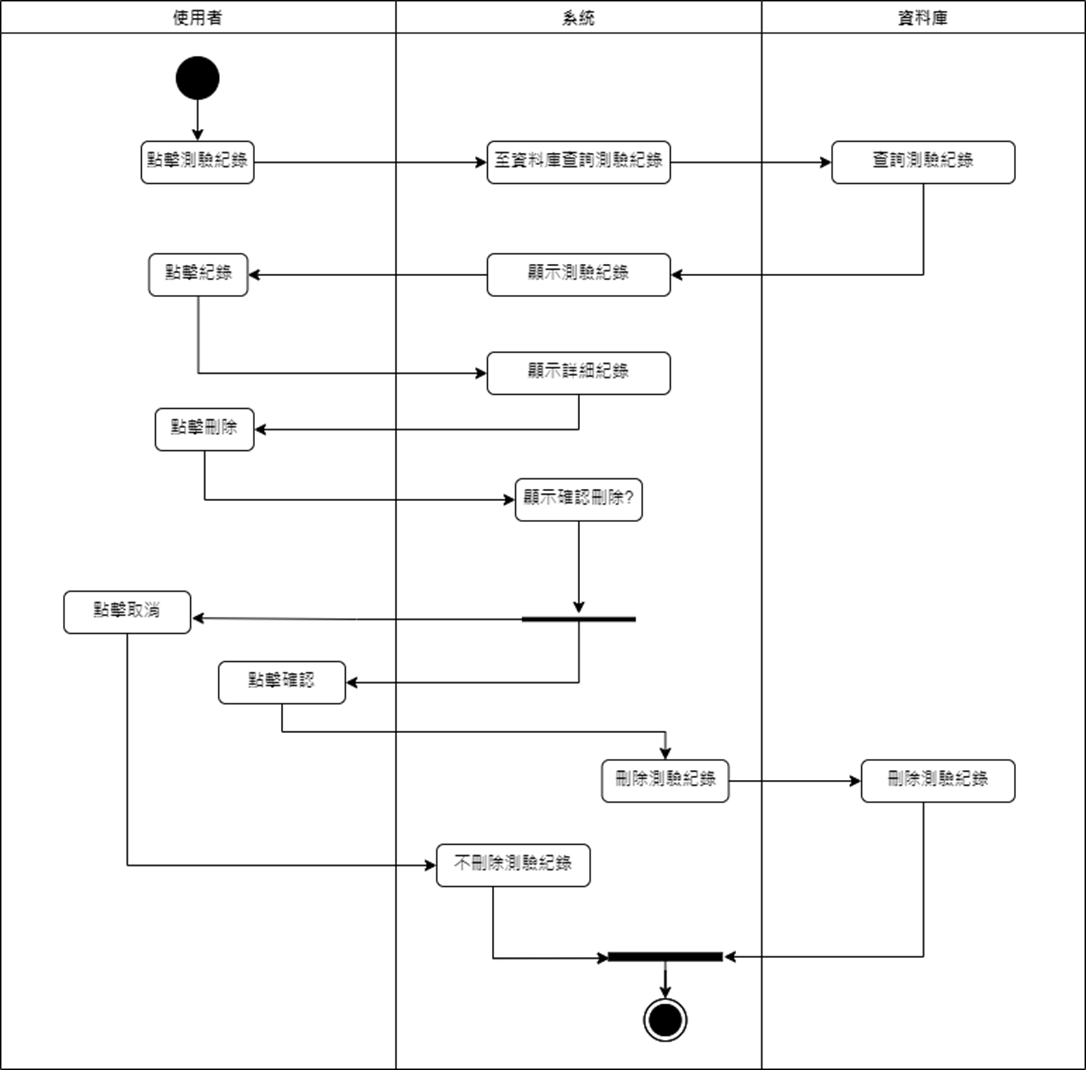 使用者
系統
資料庫
點擊測驗紀錄
至資料庫查詢測驗紀錄
查詢測驗紀錄
點擊紀錄
顯示測驗紀錄
顯示詳細紀錄
點擊刪除
顯示確認刪除?
點擊取消
點擊確認
刪除測驗紀錄
刪除測驗紀錄
不刪除測驗紀錄